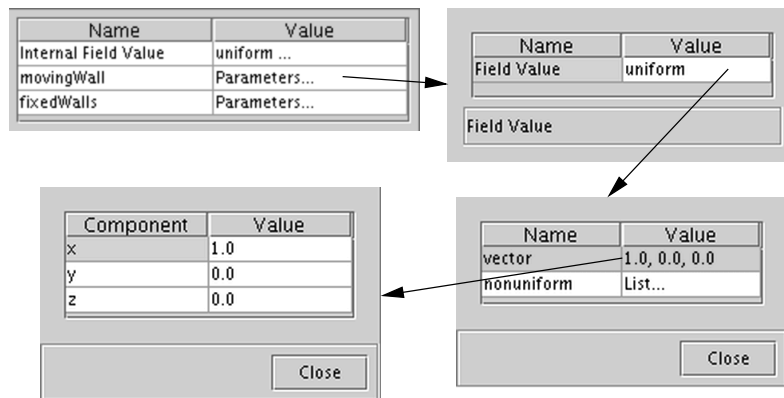 Name Value
Internal Field Value uniform ...
movingWall Parameters...
fixedWalls Parameters...
Name Value
Field Value uniform
Field Value
Name Value
vector 1.0, 0.0, 0.0
nonuniform List...
Close
Component Value
x 1.0
y 0.0
z 0.0
Close